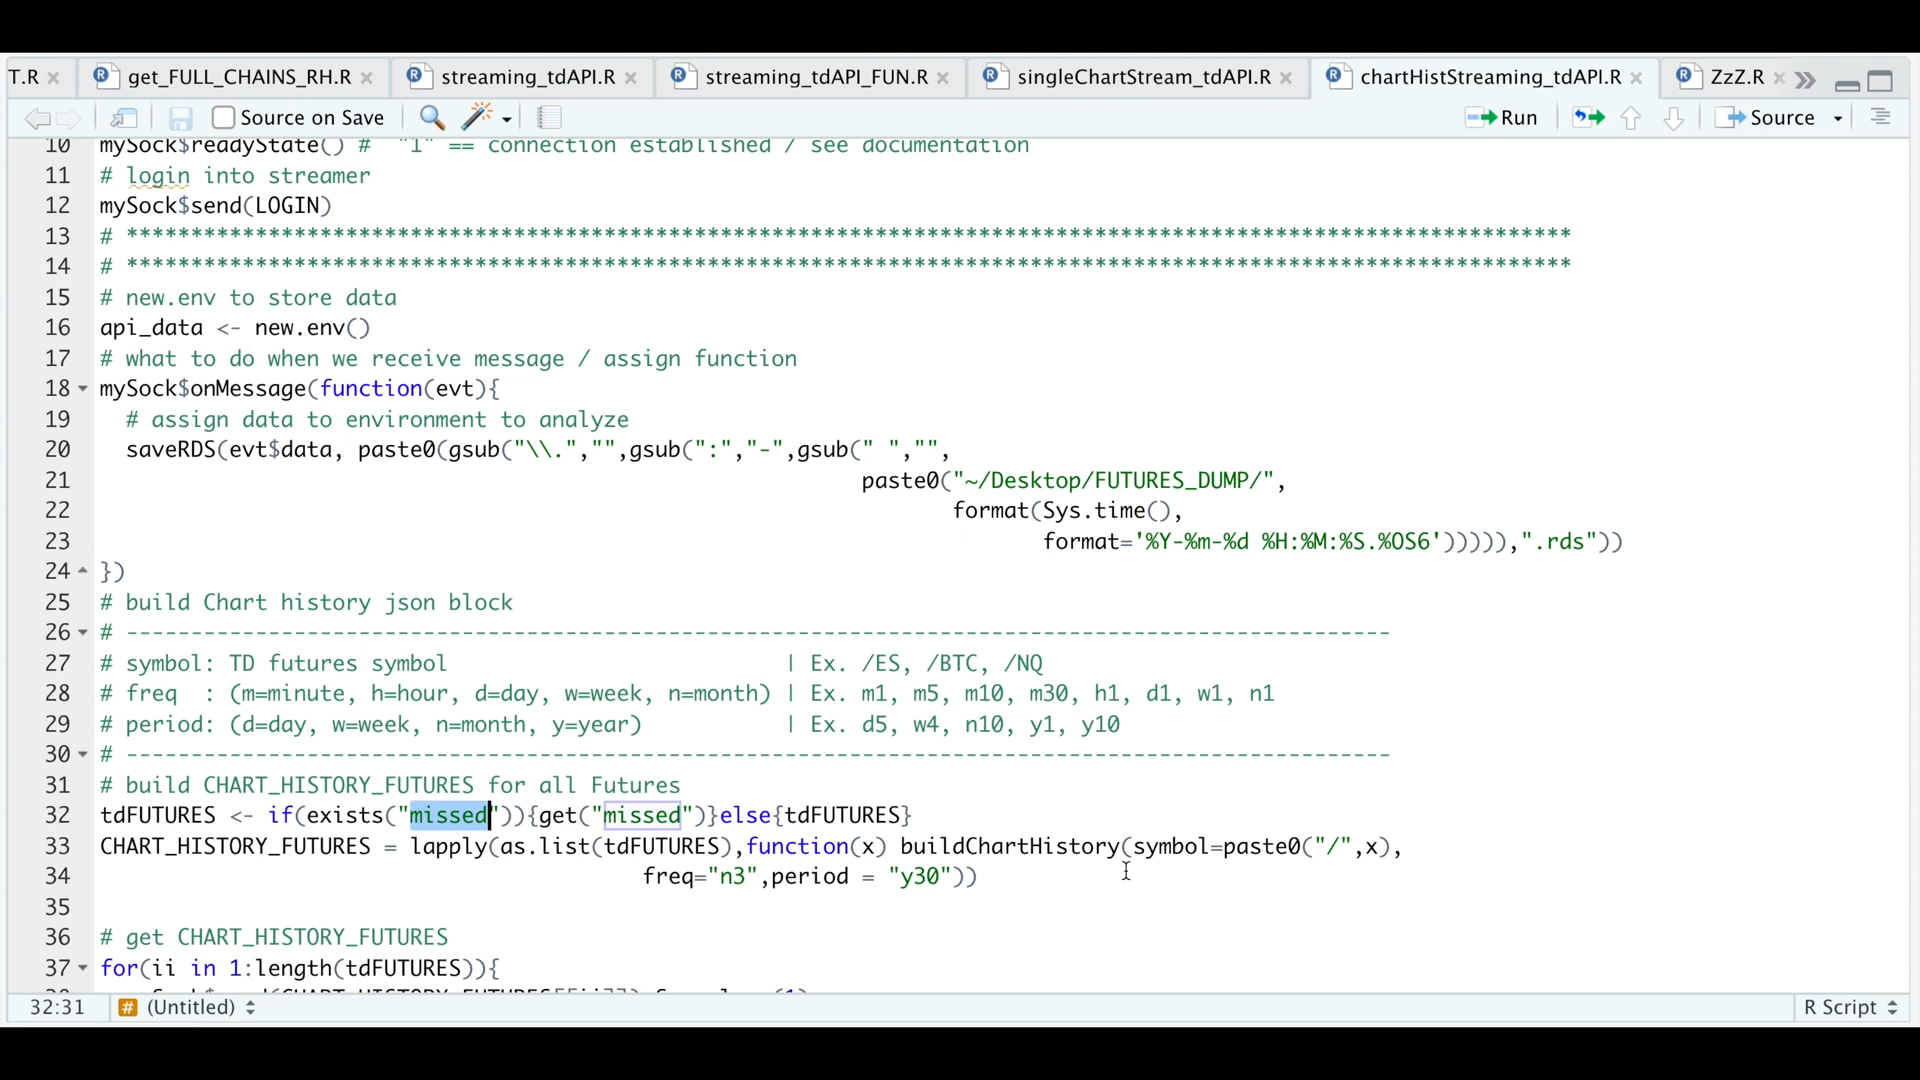 T.R × get_FULL_CHAINS_RH.R × streaming_tdAPI.R × streaming_tdAPI_FUN.R × singleChartStream_tdAPI.R × chartHistStreaming_tdAPI.R × ZzZ.R ×
Source on Save Run Source
10 mySock$readyState() # "1" == connection established / see documentation
11 # login into streamer
12 mySock$send(LOGIN)
13 # ****************************************************************************************************************
14 # ****************************************************************************************************************
15 # new.env to store data
16 api_data <- new.env()
17 # what to do when we receive message / assign function
18 mySock$onMessage(function(evt){
19 # assign data to environment to analyze
20 saveRDS(evt$data, paste0(gsub("\\.","",gsub(":","-",gsub(" ","",
21 paste0("~/Desktop/FUTURES_DUMP/",
22 format(Sys.time(),
23 format='%Y-%m-%d %H:%M:%S.%OS6'))))),".rds"))
24 })
25 # build Chart history json block
26 # --------------------------------------------------------------------------------------------------
27 # symbol: TD futures symbol | Ex. /ES, /BTC, /NQ
28 # freq : (m=minute, h=hour, d=day, w=week, n=month) | Ex. m1, m5, m10, m30, h1, d1, w1, n1
29 # period: (d=day, w=week, n=month, y=year) | Ex. d5, w4, n10, y1, y10
30 # --------------------------------------------------------------------------------------------------
31 # build CHART_HISTORY_FUTURES for all Futures
32 tdFUTURES <- if(exists("missed")){get("missed")}else{tdFUTURES}
33 CHART_HISTORY_FUTURES = lapply(as.list(tdFUTURES),function(x) buildChartHistory(symbol=paste0("/",x),
34 freq="n3",period = "y30"))
35
36 # get CHART_HISTORY_FUTURES
37 for(ii in 1:length(tdFUTURES)){
32:31 # (Untitled) R Script